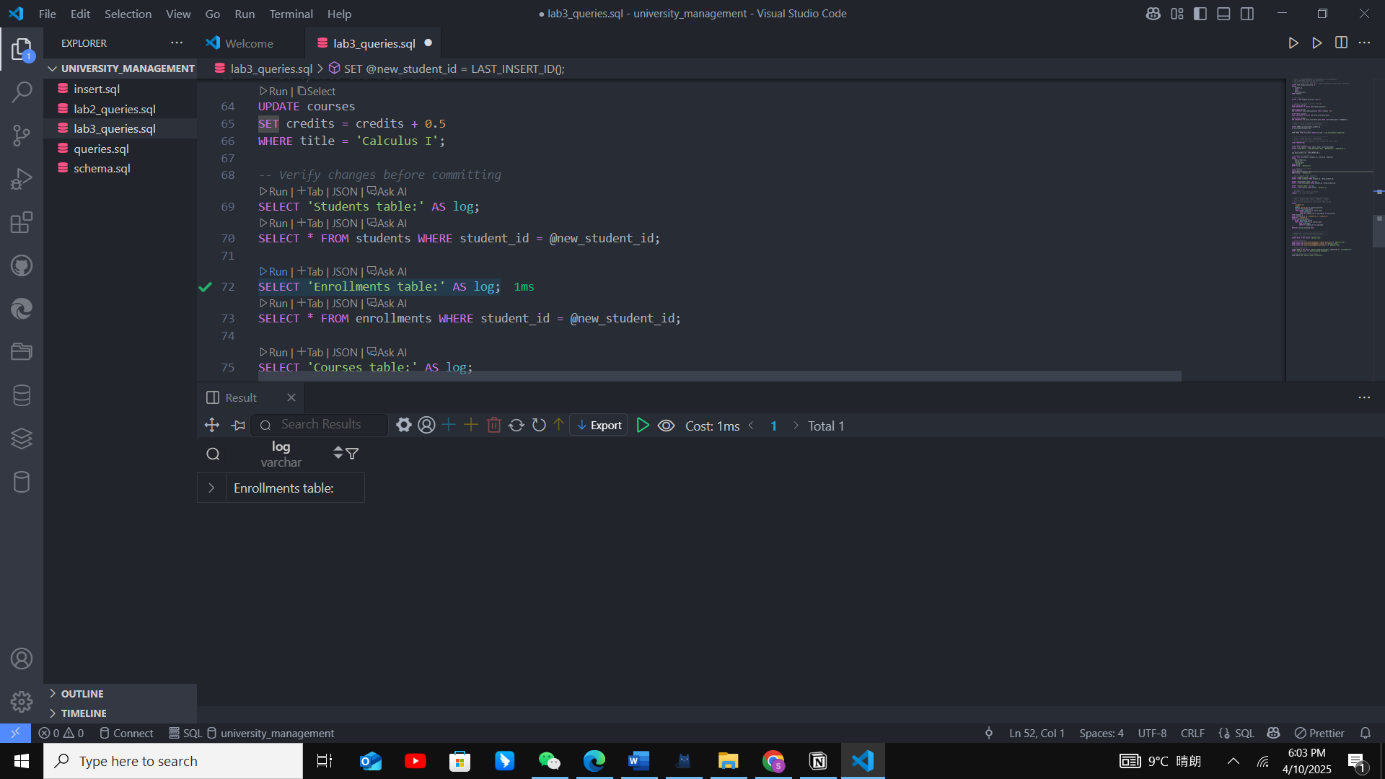 File Edit Selection View Go Run Terminal Help
● lab3_queries.sql - university_management - Visual Studio Code
EXPLORER
Welcome
lab3_queries.sql ●
UNIVERSITY_MANAGEMENT
lab3_queries.sql > SET @new_student_id = LAST_INSERT_ID();
insert.sql
lab2_queries.sql
lab3_queries.sql
queries.sql
schema.sql
1
Run | Select
64 UPDATE courses
65 SET credits = credits + 0.5
66 WHERE title = 'Calculus I';
67
68 -- Verify changes before committing
Run | +Tab | JSON | Ask AI
69 SELECT 'Students table:' AS log;
Run | +Tab | JSON | Ask AI
70 SELECT * FROM students WHERE student_id = @new_student_id;
71
Run | +Tab | JSON | Ask AI
72 SELECT 'Enrollments table:' AS log; 1ms
Run | +Tab | JSON | Ask AI
73 SELECT * FROM enrollments WHERE student_id = @new_student_id;
74
Run | +Tab | JSON | Ask AI
75 SELECT 'Courses table:' AS log;
Result
Search Results
Export
Cost: 1ms < 1 > Total 1
log
varchar
Enrollments table:
OUTLINE
TIMELINE
0 0 Connect SQL university_management
Ln 52, Col 1 Spaces: 4 UTF-8 CRLF SQL Prettier
Type here to search
9°C 晴朗
6:03 PM
4/10/2025
1